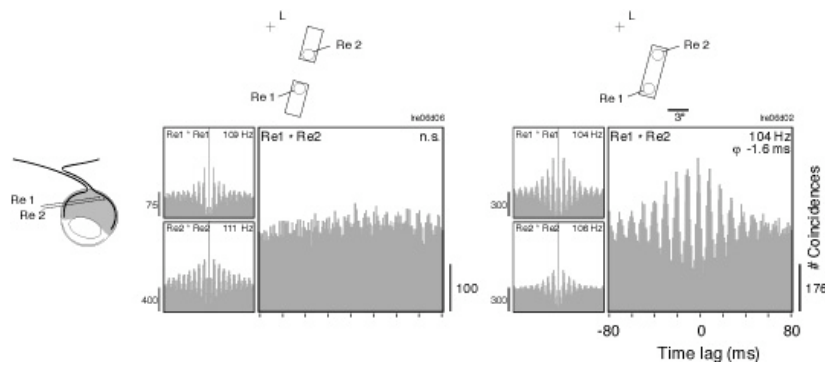 L
Re 2
Re 1
lre06d06
Re1 * Re1 109 Hz
75
Re2 * Re2 111 Hz
400
Re1 * Re2 n.s.
100
Re 1
Re 2
L
Re 2
Re 1
3°
lre06d02
Re1 * Re1 104 Hz
300
Re2 * Re2 106 Hz
300
Re1 * Re2 104 Hz
φ -1.6 ms
# Coincidences
176
-80 0 80
Time lag (ms)